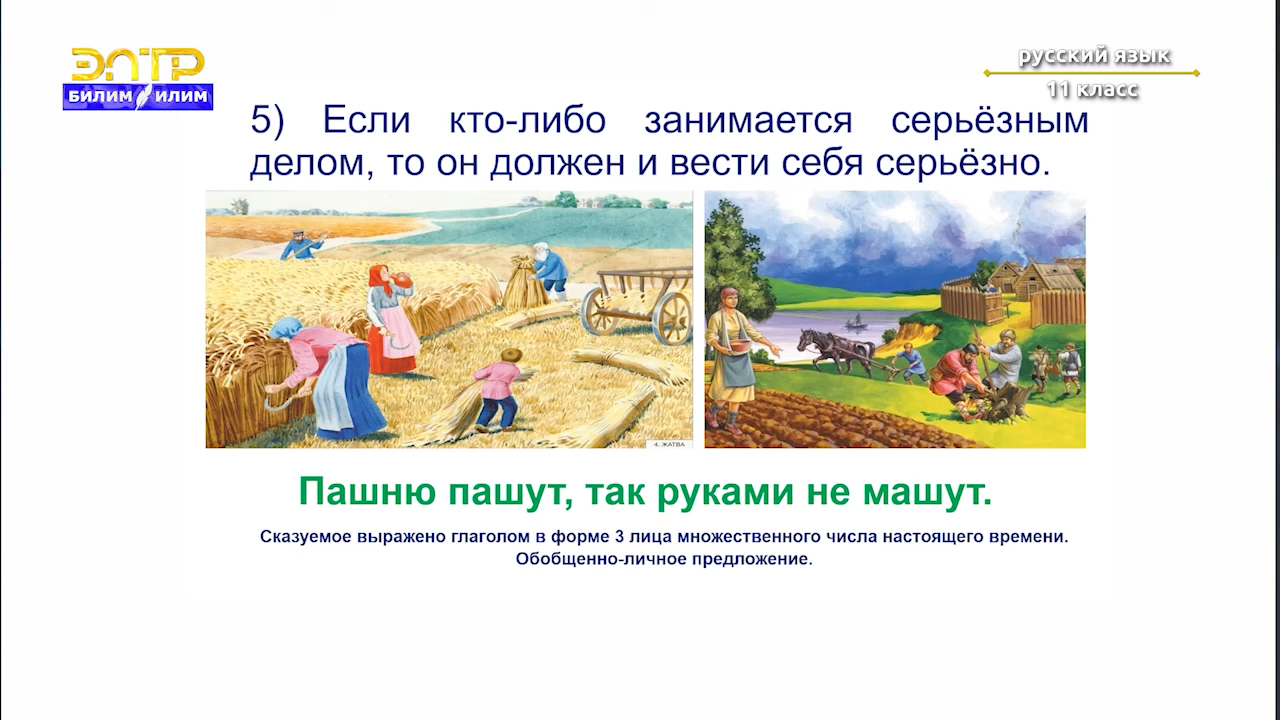 ЭЛТР
БИЛИМ ИЛИМ
русский язык
11 класс
5) Если кто-либо занимается серьёзным
делом, то он должен и вести себя серьёзно.
4. ЖАТВА
Пашню пашут, так руками не машут.
Сказуемое выражено глаголом в форме 3 лица множественного числа настоящего времени.
Обобщенно-личное предложение.